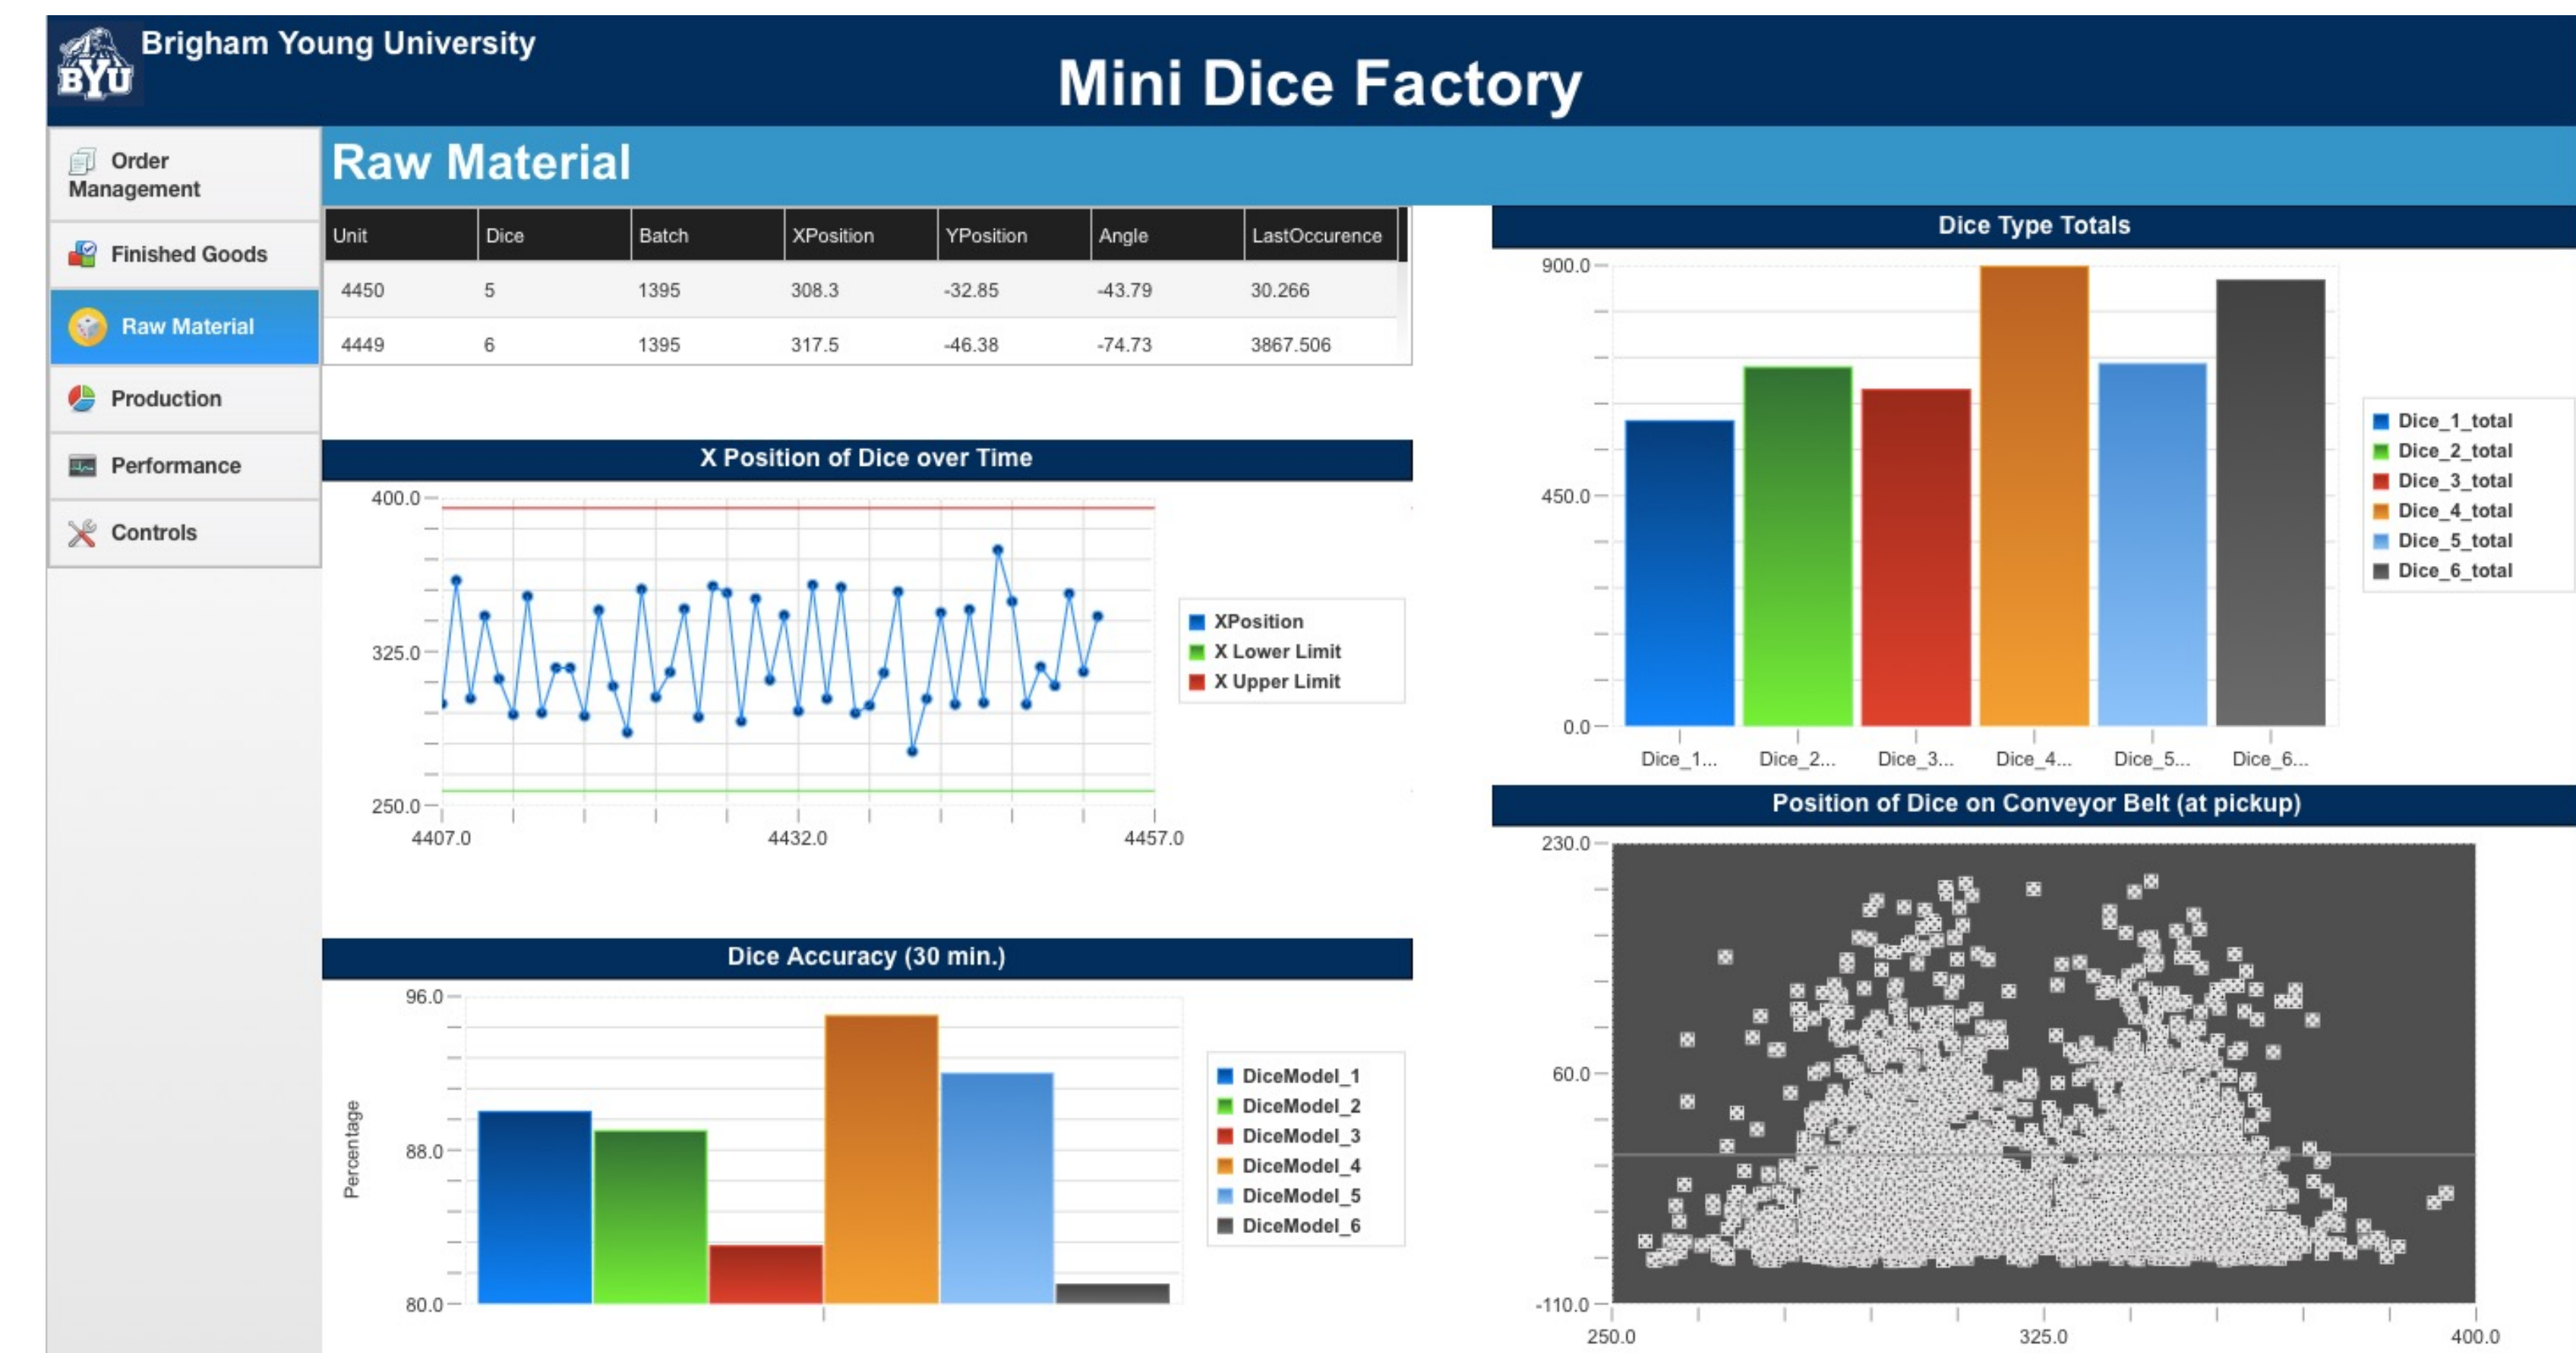 Brigham Young University
BYU
Mini Dice Factory
Order
Management
Finished Goods
Raw Material
Production
Performance
Controls
Raw Material
Unit Dice Batch XPosition YPosition Angle LastOccurence
4450 5 1395 308.3 -32.85 -43.79 30.266
4449 6 1395 317.5 -46.38 -74.73 3867.506
X Position of Dice over Time
400.0
325.0
250.0
4407.0 4432.0 4457.0
XPosition
X Lower Limit
X Upper Limit
Dice Accuracy (30 min.)
Percentage
96.0
88.0
80.0
DiceModel_1
DiceModel_2
DiceModel_3
DiceModel_4
DiceModel_5
DiceModel_6
Dice Type Totals
900.0
450.0
0.0
Dice_1... Dice_2... Dice_3... Dice_4... Dice_5... Dice_6...
Dice_1_total
Dice_2_total
Dice_3_total
Dice_4_total
Dice_5_total
Dice_6_total
Position of Dice on Conveyor Belt (at pickup)
230.0
60.0
-110.0
250.0 325.0 400.0